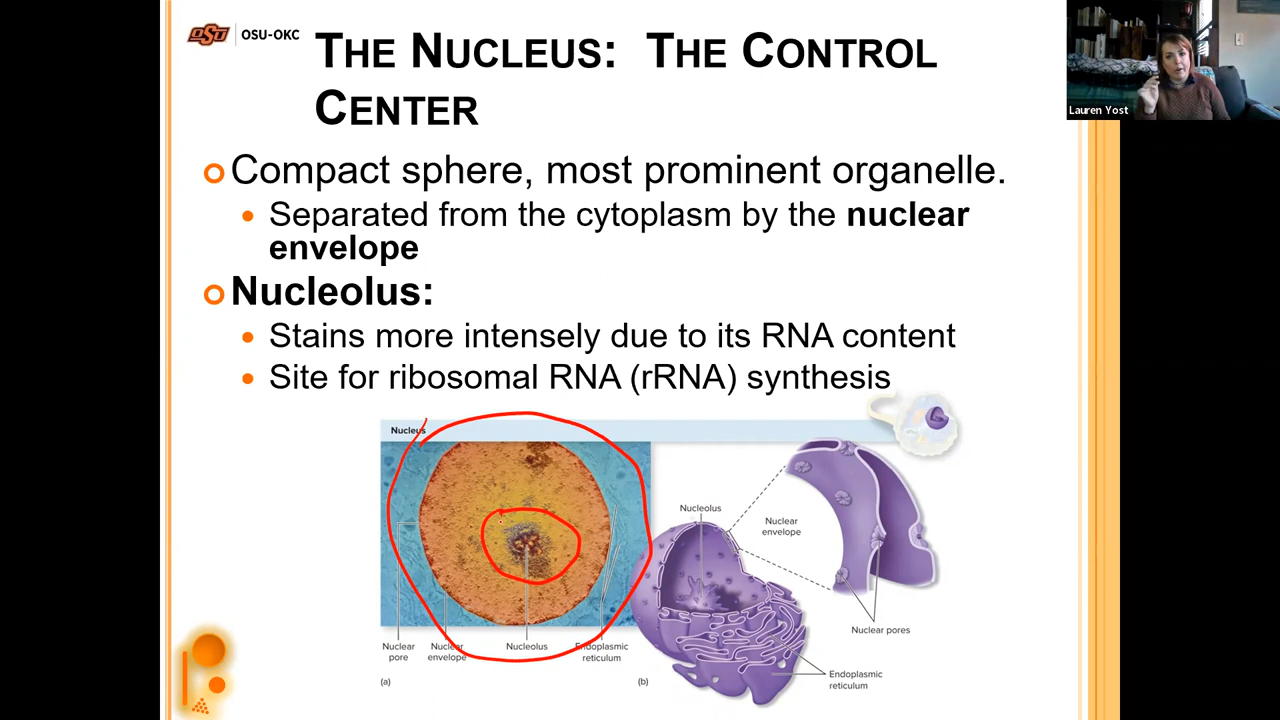 OSU
OSU-OKC
THE NUCLEUS: THE CONTROL
CENTER
Lauren Yost
Compact sphere, most prominent organelle.
Separated from the cytoplasm by the nuclear
envelope
Nucleolus:
Stains more intensely due to its RNA content
Site for ribosomal RNA (rRNA) synthesis
Nucleus
Nuclear
pore
Nuclear
envelope
Nucleolus
Endoplasmic
reticulum
(a)
Nucleolus
Nuclear
envelope
Nuclear pores
Endoplasmic
reticulum
(b)